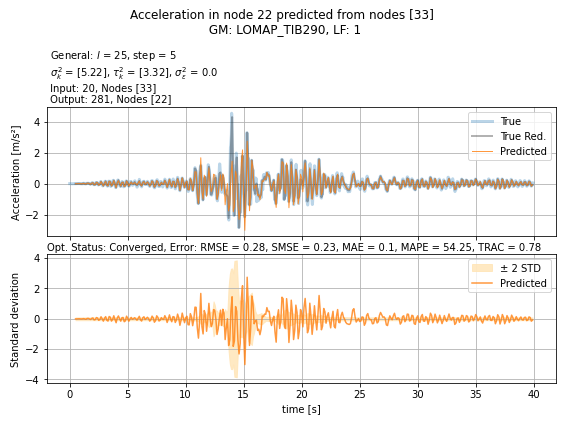 Acceleration in node 22 predicted from nodes [33]
GM: LOMAP_TIB290, LF: 1
General: l = 25, step = 5
σ²ₖ = [5.22], τ²ₖ = [3.32], σ²ε = 0.0
Input: 20, Nodes [33]
Output: 281, Nodes [22]
Acceleration [m/s²]
4
2
0
−2
True
True Red.
Predicted
Opt. Status: Converged, Error: RMSE = 0.28, SMSE = 0.23, MAE = 0.1, MAPE = 54.25, TRAC = 0.78
Standard deviation
4
2
0
−2
−4
± 2 STD
Predicted
0 5 10 15 20 25 30 35 40
time [s]